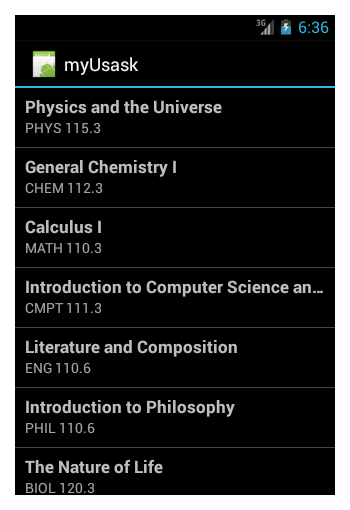 3G 6:36
myUsask
Physics and the Universe
PHYS 115.3
General Chemistry I
CHEM 112.3
Calculus I
MATH 110.3
Introduction to Computer Science an...
CMPT 111.3
Literature and Composition
ENG 110.6
Introduction to Philosophy
PHIL 110.6
The Nature of Life
BIOL 120.3